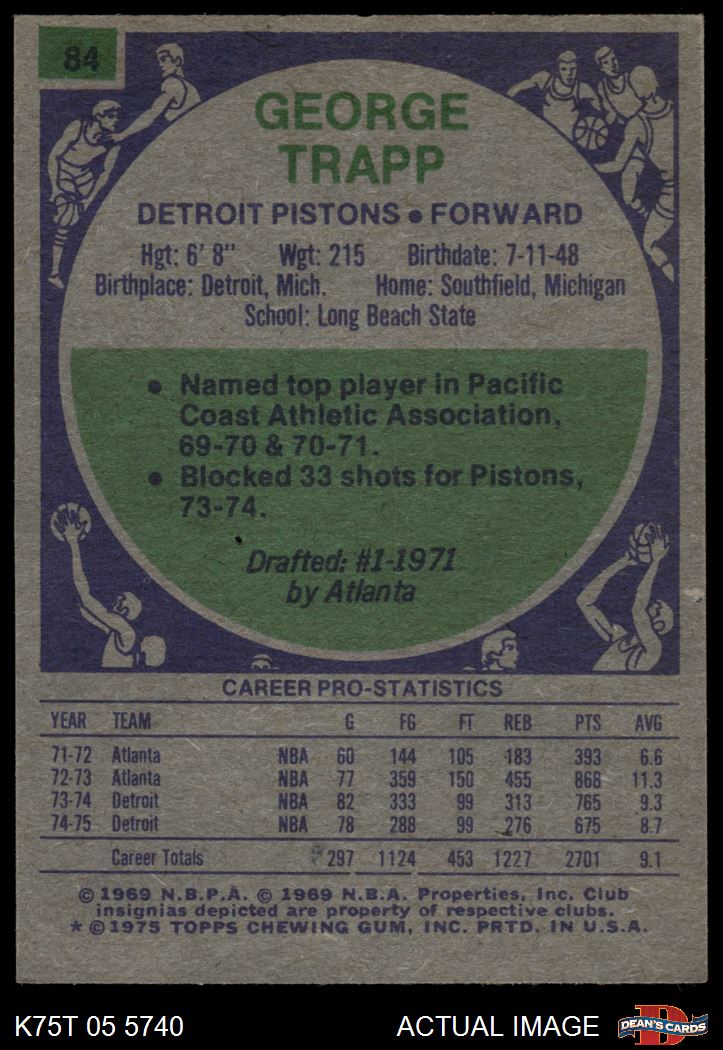 84
GEORGE
TRAPP
DETROIT PISTONS • FORWARD
Hgt: 6' 8" Wgt: 215 Birthdate: 7-11-48
Birthplace: Detroit, Mich. Home: Southfield, Michigan
School: Long Beach State
• Named top player in Pacific
Coast Athletic Association,
69-70 & 70-71.
• Blocked 33 shots for Pistons,
73-74.
Drafted: #1-1971
by Atlanta
CAREER PRO-STATISTICS
YEAR TEAM G FG FT REB PTS AVG
71-72 Atlanta NBA 60 144 105 183 393 6.6
72-73 Atlanta NBA 77 359 150 455 868 11.3
73-74 Detroit NBA 82 333 99 313 765 9.3
74-75 Detroit NBA 78 288 99 276 675 8.7
Career Totals 297 1124 453 1227 2701 9.1
© 1969 N.B.P.A. © 1969 N.B.A. Properties, Inc. Club
insignias depicted are property of respective clubs.
* © 1975 TOPPS CHEWING GUM, INC. PRTD. IN U.S.A.
K75T 05 5740 ACTUAL IMAGE DEAN'S CARDS